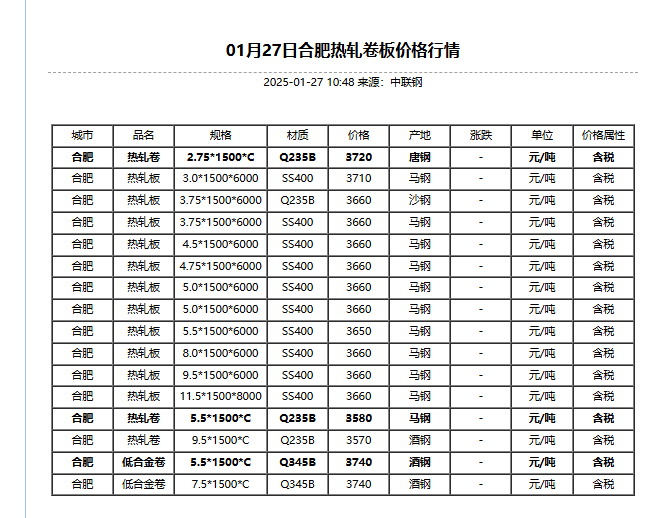 01月27日合肥热轧卷板价格行情
2025-01-27 10:48 来源：中联钢
城市 品名 规格 材质 价格 产地 涨跌 单位 价格属性
合肥 热轧卷 2.75*1500*C Q235B 3720 唐钢 - 元/吨 含税
合肥 热轧板 3.0*1500*6000 SS400 3710 马钢 - 元/吨 含税
合肥 热轧板 3.75*1500*6000 Q235B 3660 沙钢 - 元/吨 含税
合肥 热轧板 3.75*1500*6000 SS400 3660 马钢 - 元/吨 含税
合肥 热轧板 4.5*1500*6000 SS400 3660 马钢 - 元/吨 含税
合肥 热轧板 4.75*1500*6000 SS400 3660 马钢 - 元/吨 含税
合肥 热轧板 5.0*1500*6000 SS400 3660 马钢 - 元/吨 含税
合肥 热轧板 5.0*1500*6000 SS400 3660 马钢 - 元/吨 含税
合肥 热轧板 5.5*1500*6000 SS400 3650 马钢 - 元/吨 含税
合肥 热轧板 8.0*1500*6000 SS400 3660 马钢 - 元/吨 含税
合肥 热轧板 9.5*1500*6000 SS400 3660 马钢 - 元/吨 含税
合肥 热轧板 11.5*1500*8000 SS400 3660 马钢 - 元/吨 含税
合肥 热轧卷 5.5*1500*C Q235B 3580 马钢 - 元/吨 含税
合肥 热轧卷 9.5*1500*C Q235B 3570 酒钢 - 元/吨 含税
合肥 低合金卷 5.5*1500*C Q345B 3740 酒钢 - 元/吨 含税
合肥 低合金卷 7.5*1500*C Q345B 3740 酒钢 - 元/吨 含税